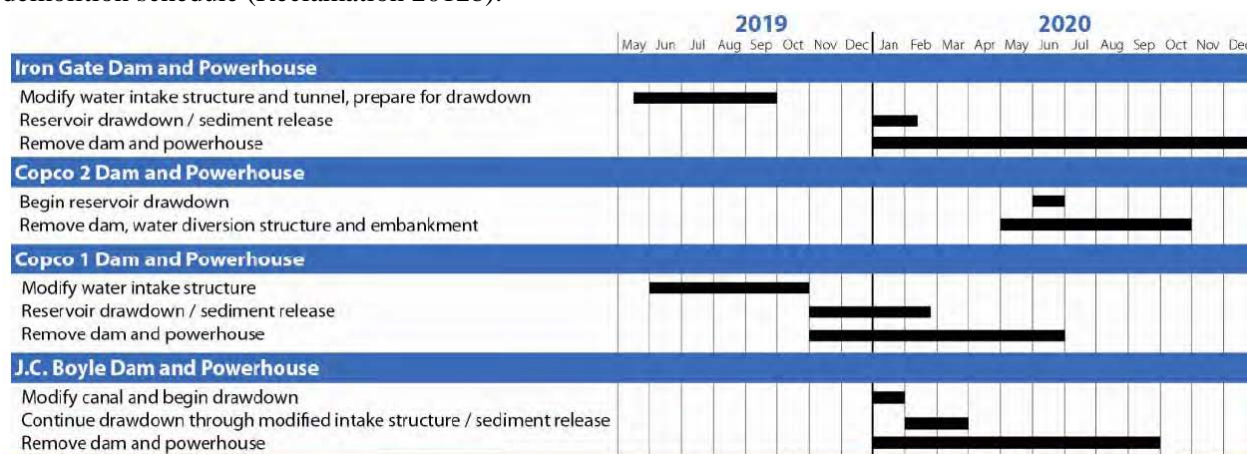 demolition schedule (Reclamation 2012b).
2019 2020
May Jun Jul Aug Sep Oct Nov Dec Jan Feb Mar Apr May Jun Jul Aug Sep Oct Nov Dec
Iron Gate Dam and Powerhouse
Modify water intake structure and tunnel, prepare for drawdown
Reservoir drawdown / sediment release
Remove dam and powerhouse
Copco 2 Dam and Powerhouse
Begin reservoir drawdown
Remove dam, water diversion structure and embankment
Copco 1 Dam and Powerhouse
Modify water intake structure
Reservoir drawdown / sediment release
Remove dam and powerhouse
J.C. Boyle Dam and Powerhouse
Modify canal and begin drawdown
Continue drawdown through modified intake structure / sediment release
Remove dam and powerhouse